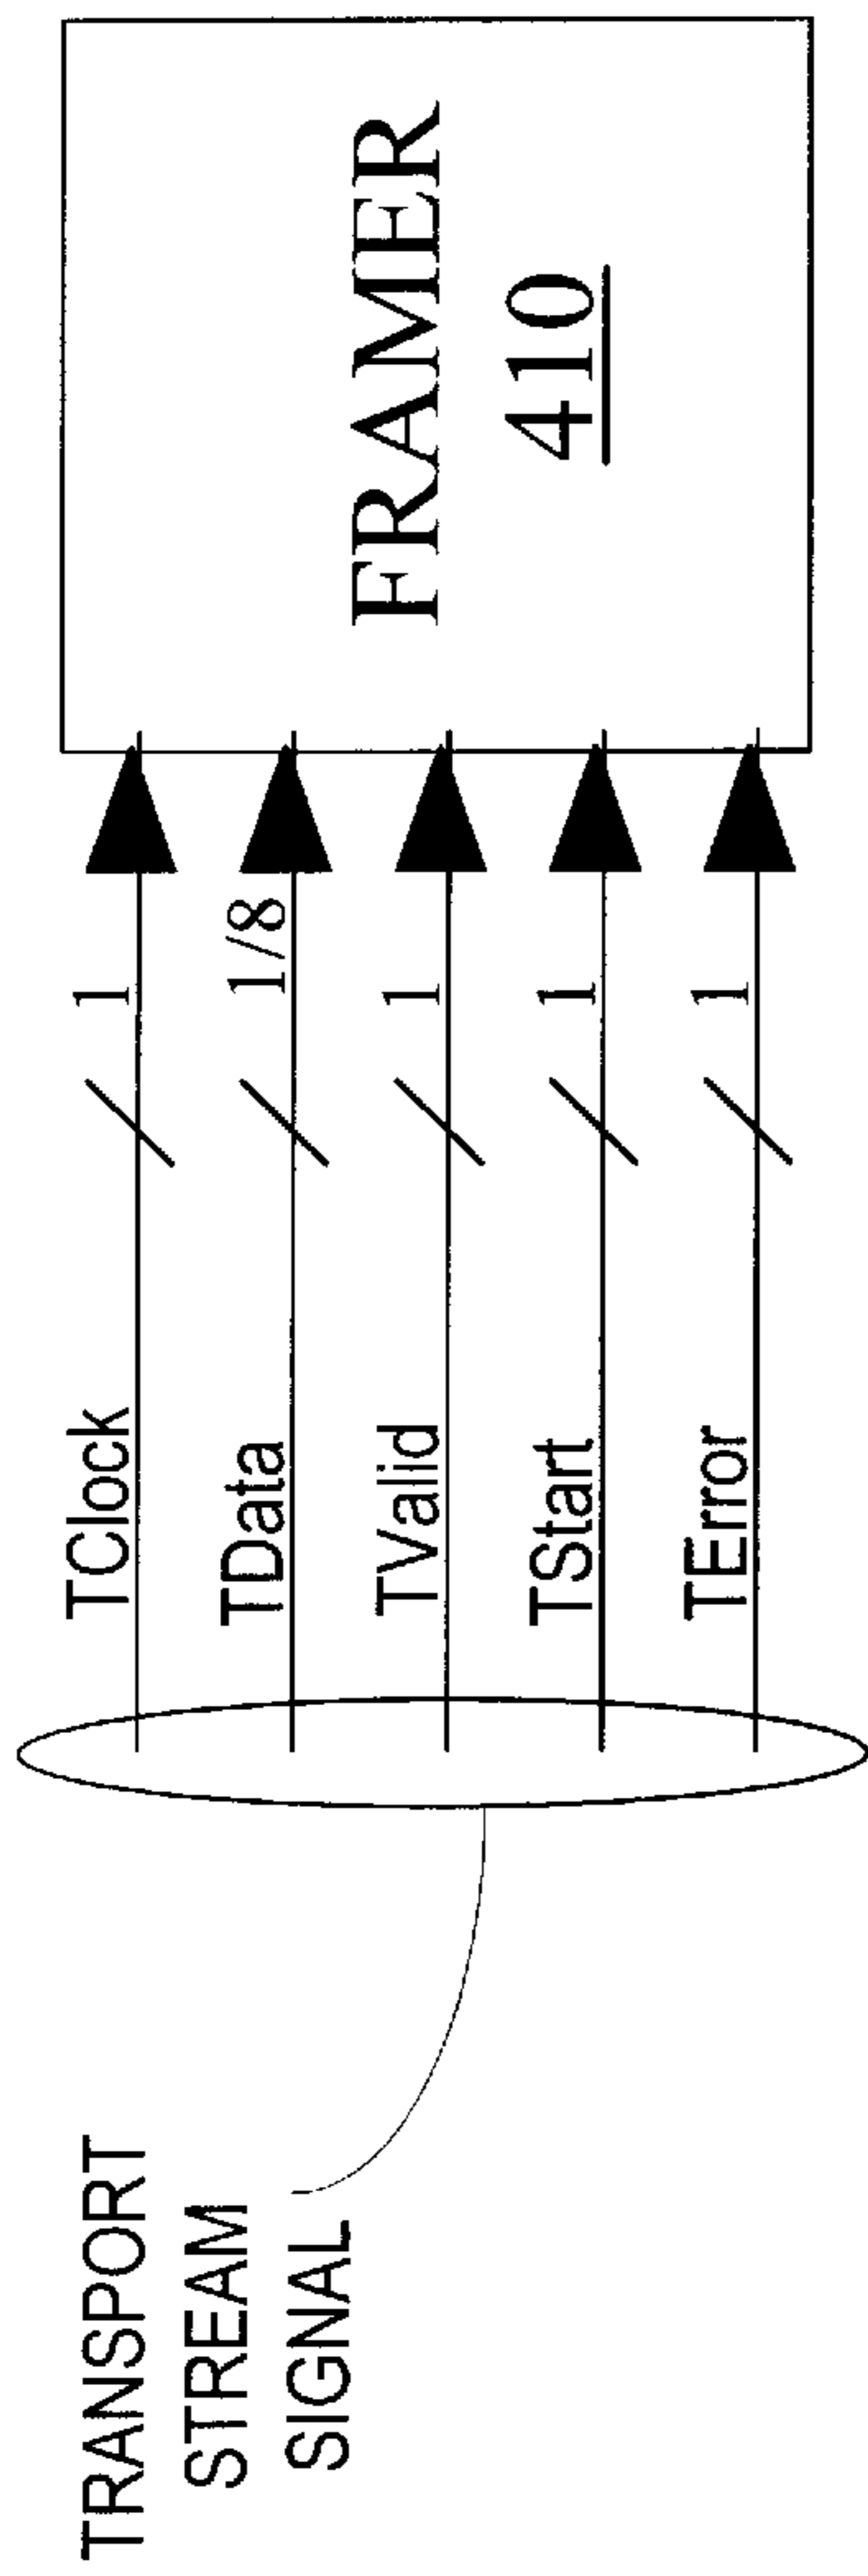 TRANSPORT
STREAM
SIGNAL
TClock
1
TData
1/8
TValid
1
TStart
1
TError
1
FRAMER
410